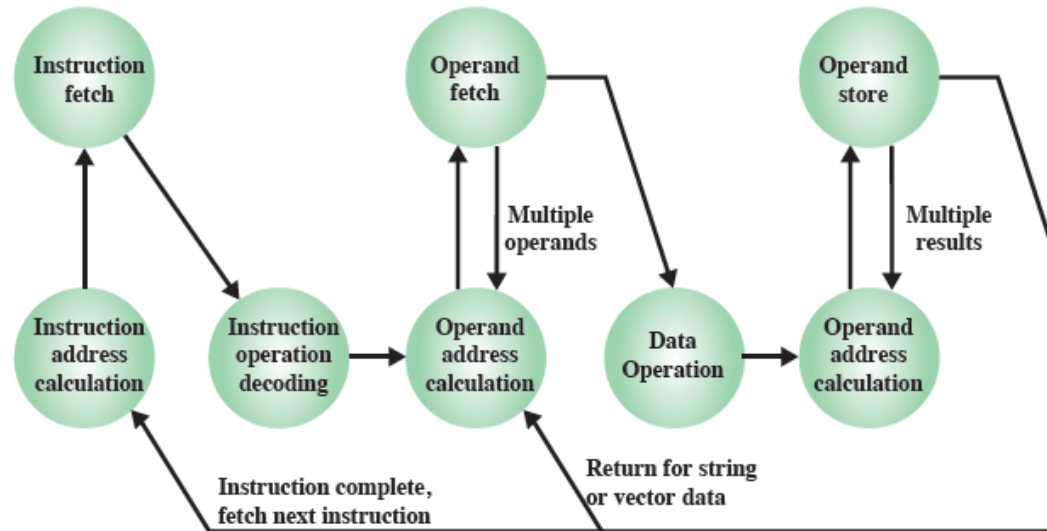 Instruction
fetch
Operand
fetch
Operand
store
Multiple
operands
Multiple
results
Instruction
address
calculation
Instruction
operation
decoding
Operand
address
calculation
Data
Operation
Operand
address
calculation
Instruction complete,
fetch next instruction
Return for string
or vector data